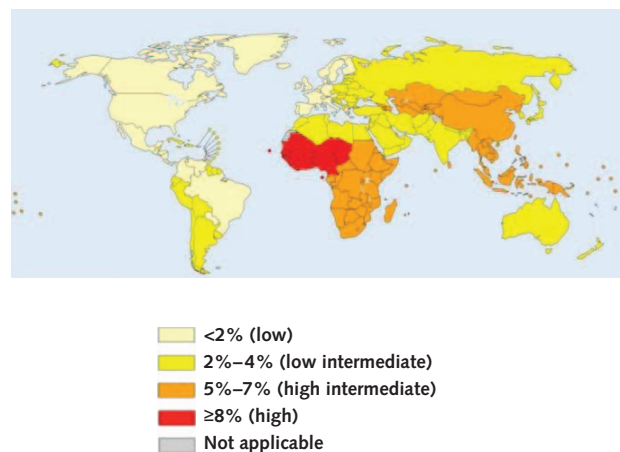 <2% (low)
2%–4% (low intermediate)
5%–7% (high intermediate)
≥8% (high)
Not applicable